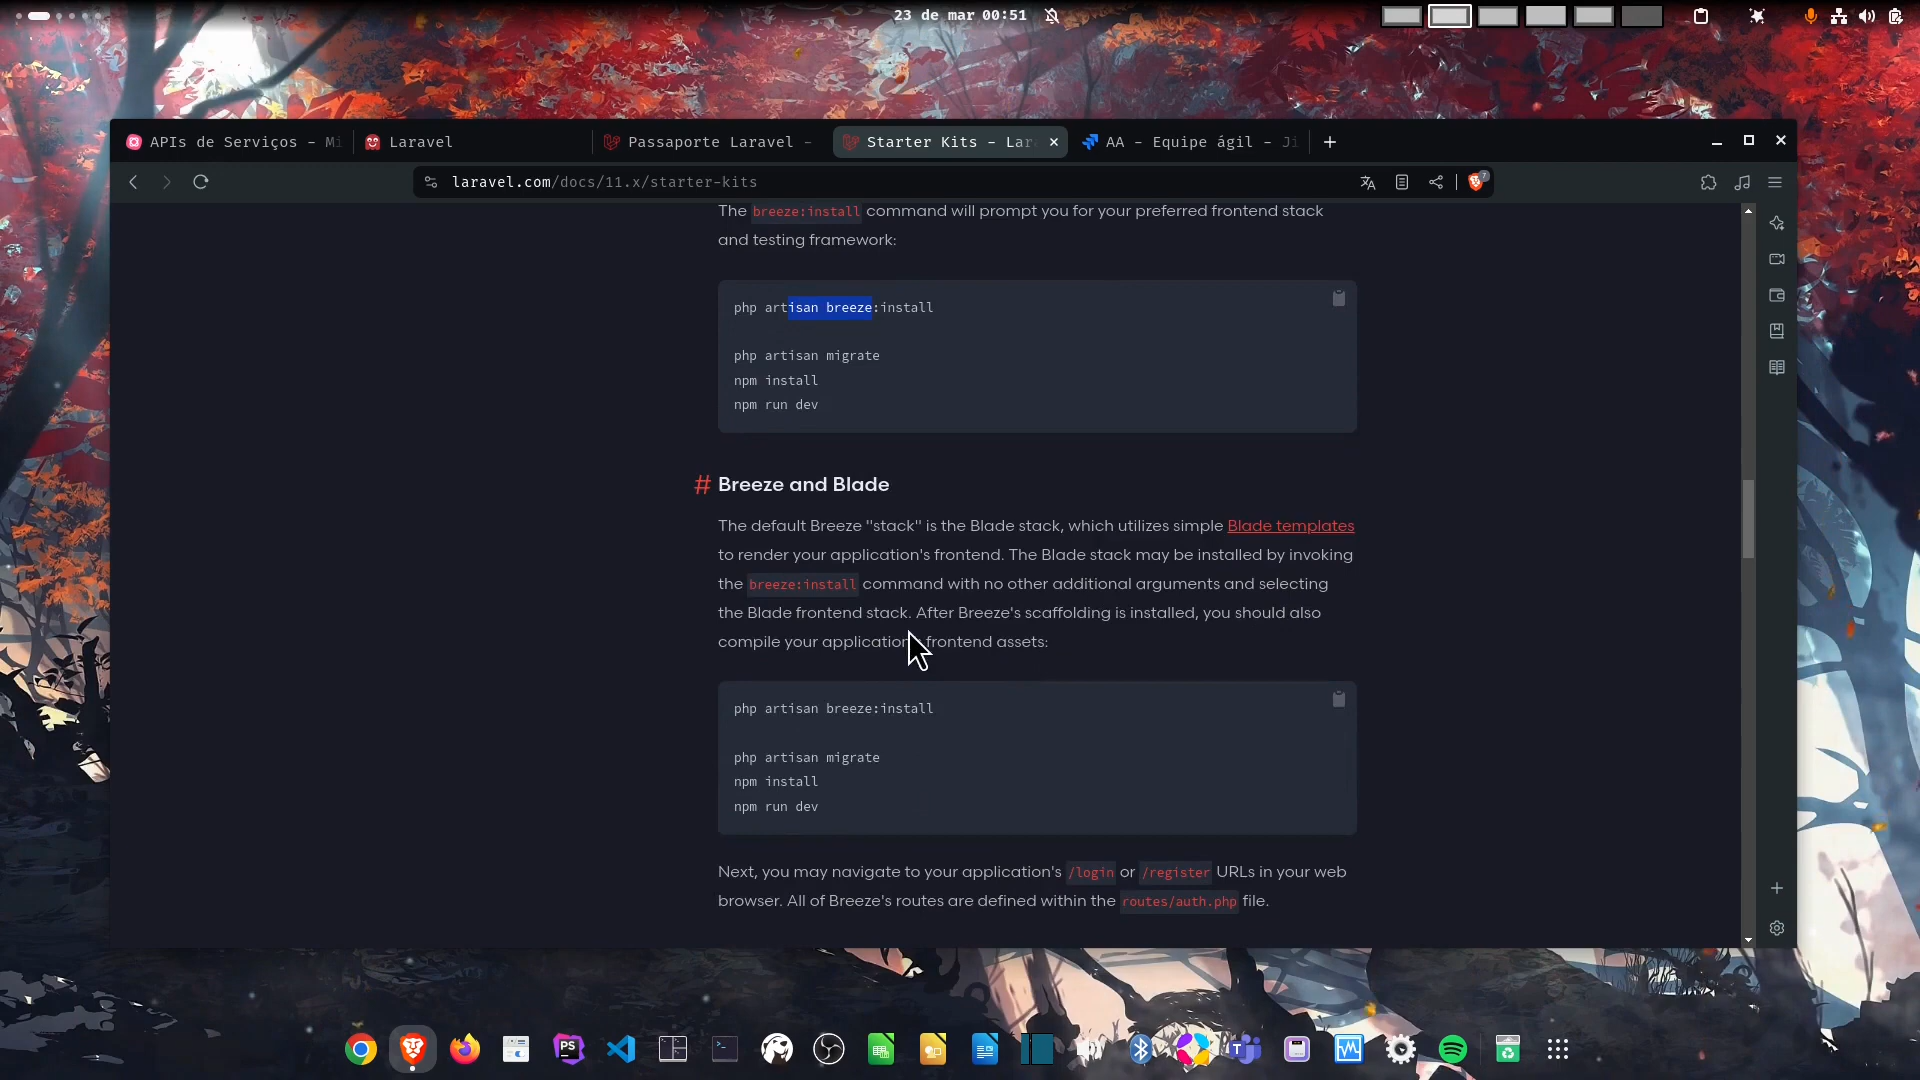 23 de mar 00:51
APIs de Serviços - Mi
Laravel
Passaporte Laravel -
Starter Kits - Lar
AA - Equipe ágil - Ji
laravel.com/docs/11.x/starter-kits
7
The breeze:install command will prompt you for your preferred frontend stack
and testing framework:
php artisan breeze:install
php artisan migrate
npm install
npm run dev
# Breeze and Blade
The default Breeze "stack" is the Blade stack, which utilizes simple Blade templates
to render your application's frontend. The Blade stack may be installed by invoking
the breeze:install command with no other additional arguments and selecting
the Blade frontend stack. After Breeze's scaffolding is installed, you should also
compile your application's frontend assets:
php artisan breeze:install
php artisan migrate
npm install
npm run dev
Next, you may navigate to your application's /login or /register URLs in your web
browser. All of Breeze's routes are defined within the routes/auth.php file.
PS